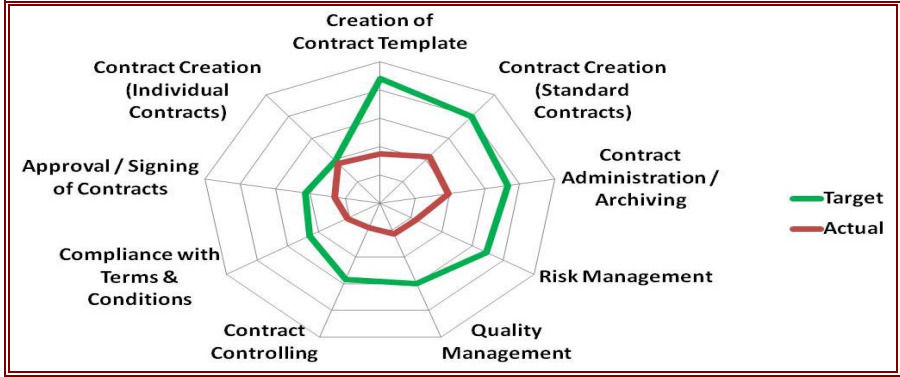 Creation of
Contract Template
Contract Creation
(Standard
Contracts)
Contract
Administration /
Archiving
Risk Management
Quality
Management
Contract
Controlling
Compliance with
Terms &
Conditions
Approval / Signing
of Contracts
Contract Creation
(Individual
Contracts)
Target
Actual